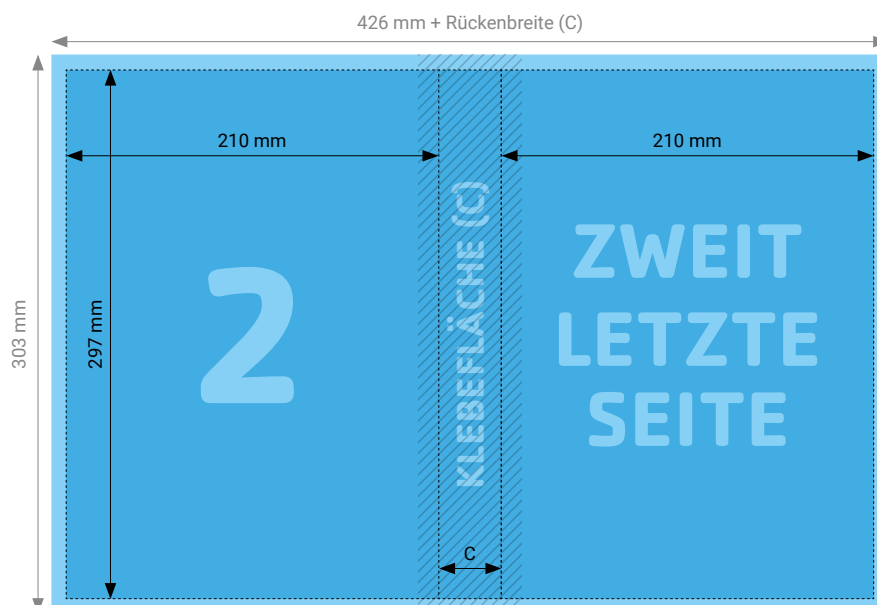 426 mm + Rückenbreite (C)
210 mm
210 mm
303 mm
297 mm
2
KLEBEFLÄCHE (C)
ZWEIT
LETZTE
SEITE
C